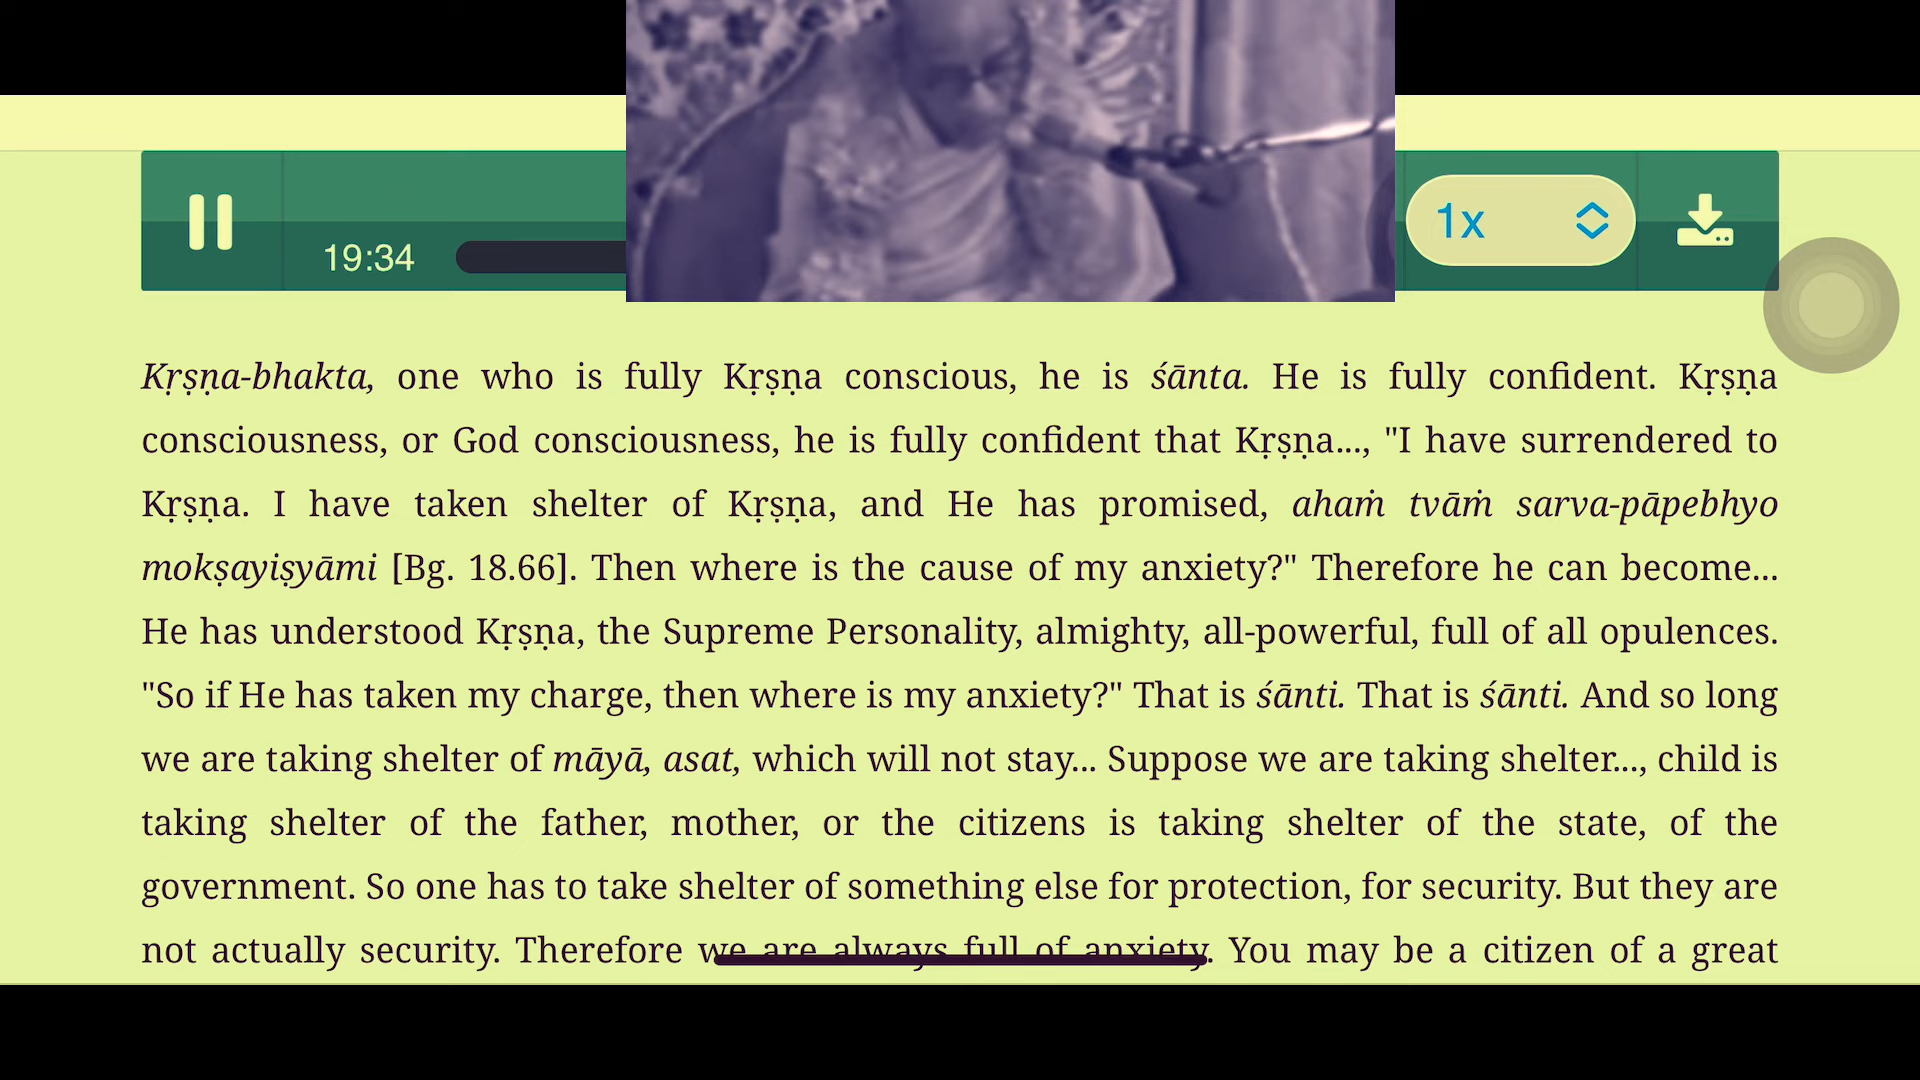 19:34
1x
Kṛṣṇa-bhakta, one who is fully Kṛṣṇa conscious, he is śānta. He is fully confident. Kṛṣṇa
consciousness, or God consciousness, he is fully confident that Kṛṣṇa..., "I have surrendered to
Kṛṣṇa. I have taken shelter of Kṛṣṇa, and He has promised, ahaṁ tvāṁ sarva-pāpebhyo
mokṣayiṣyāmi [Bg. 18.66]. Then where is the cause of my anxiety?" Therefore he can become...
He has understood Kṛṣṇa, the Supreme Personality, almighty, all-powerful, full of all opulences.
"So if He has taken my charge, then where is my anxiety?" That is śānti. That is śānti. And so long
we are taking shelter of māyā, asat, which will not stay... Suppose we are taking shelter..., child is
taking shelter of the father, mother, or the citizens is taking shelter of the state, of the
government. So one has to take shelter of something else for protection, for security. But they are
not actually security. Therefore we are always full of anxiety. You may be a citizen of a great